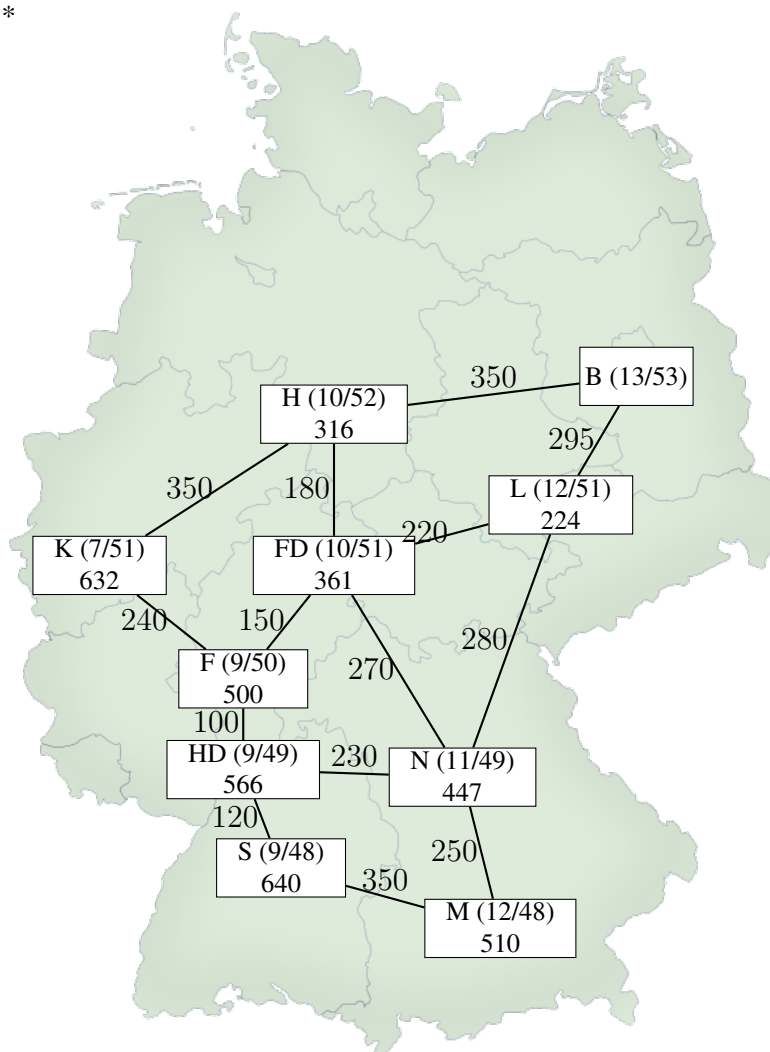 *
350
B (13/53)
H (10/52)
316
295
350
180
L (12/51)
224
220
K (7/51)
632
FD (10/51)
361
240
150
280
F (9/50)
500
270
100
HD (9/49)
566
230
N (11/49)
447
120
250
S (9/48)
640
350
M (12/48)
510